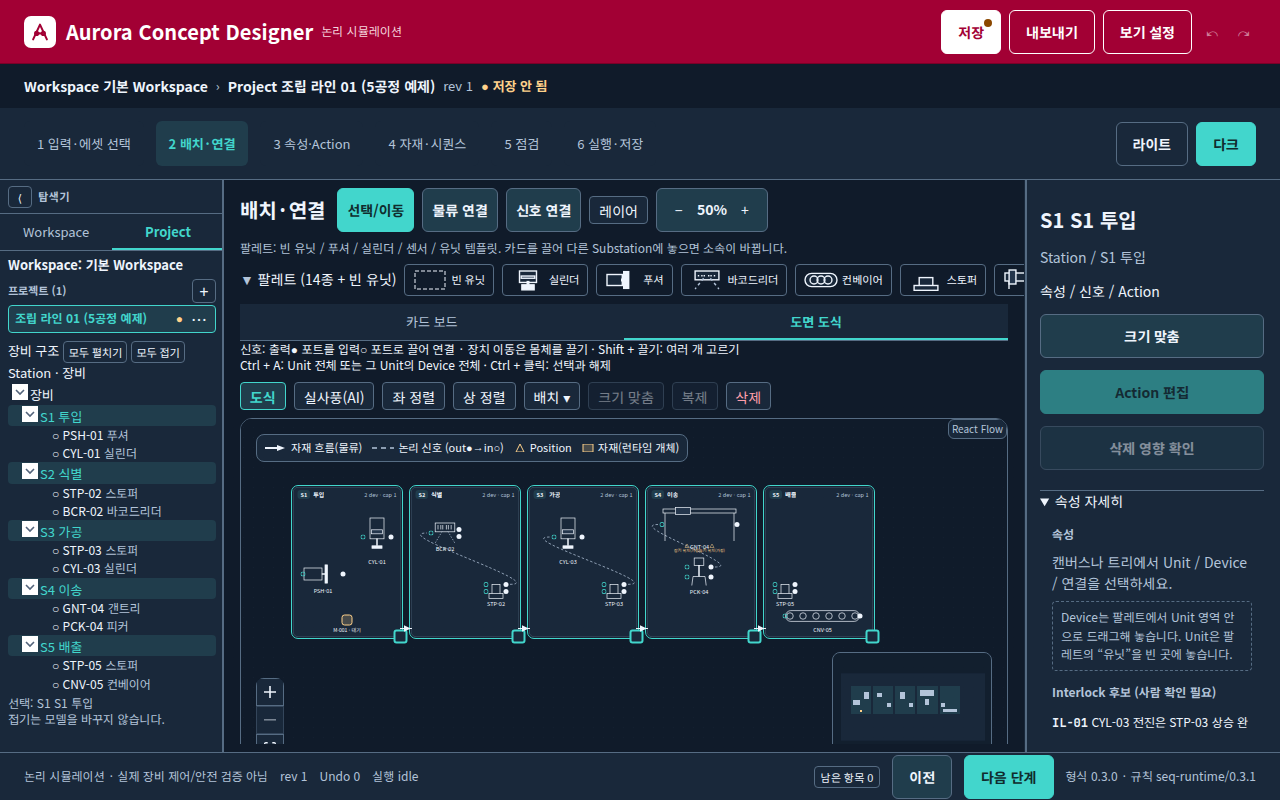 Aurora Concept Designer 논리 시뮬레이션
저장 내보내기 보기 설정
Workspace 기본 Workspace › Project 조립 라인 01 (5공정 예제) rev 1 ● 저장 안 됨
1 입력·에셋 선택 2 배치·연결 3 속성·Action 4 자재·시퀀스 5 점검 6 실행·저장
라이트 다크
⟨ 탐색기
Workspace Project
Workspace: 기본 Workspace
프로젝트 (1) +
조립 라인 01 (5공정 예제) ● ···
장비 구조 모두 펼치기 모두 접기
Station · 장비
장비
S1 투입
○ PSH-01 푸셔
○ CYL-01 실린더
S2 식별
○ STP-02 스토퍼
○ BCR-02 바코드리더
S3 가공
○ STP-03 스토퍼
○ CYL-03 실린더
S4 이송
○ GNT-04 갠트리
○ PCK-04 피커
S5 배출
○ STP-05 스토퍼
○ CNV-05 컨베이어
선택: S1 S1 투입
접기는 모델을 바꾸지 않습니다.
배치·연결 선택/이동 물류 연결 신호 연결 레이어 − 50% +
팔레트: 빈 유닛 / 푸셔 / 실린더 / 센서 / 유닛 템플릿. 카드를 끌어 다른 Substation에 놓으면 소속이 바뀝니다.
▼ 팔레트 (14종 + 빈 유닛) 빈 유닛 실린더 푸셔 바코드리더 컨베이어 스토퍼
카드 보드 도면 도식
신호: 출력● 포트를 입력○ 포트로 끌어 연결 · 장치 이동은 몸체를 끌기 · Shift + 끌기: 여러 개 고르기
Ctrl + A: Unit 전체 또는 그 Unit의 Device 전체 · Ctrl + 클릭: 선택과 해제
도식 실사풍(AI) 좌 정렬 상 정렬 배치 ▾ 크기 맞춤 복제 삭제
React Flow
자재 흐름(물류) 논리 신호 (out●→in○) Position 자재(런타임 개체)
S1 투입 2 dev · cap 1
CYL-01
PSH-01
M-001 · 대기
S2 식별 2 dev · cap 1
BCR-02
STP-02
S3 가공 2 dev · cap 1
CYL-03
STP-03
S4 이송 2 dev · cap 1
GNT-04
PCK-04
S5 배출 2 dev · cap 1
STP-05
CNV-05
+
−
S1 S1 투입
Station / S1 투입
속성 / 신호 / Action
크기 맞춤
Action 편집
삭제 영향 확인
▼ 속성 자세히
속성
캔버스나 트리에서 Unit / Device
/ 연결을 선택하세요.
Device는 팔레트에서 Unit 영역 안
으로 드래그해 놓습니다. Unit은 팔
레트의 “유닛”을 빈 곳에 놓습니다.
Interlock 후보 (사람 확인 필요)
IL-01 CYL-03 전진은 STP-03 상승 완
논리 시뮬레이션 · 실제 장비 제어/안전 검증 아님 rev 1 Undo 0 실행 idle
남은 항목 0 이전 다음 단계 형식 0.3.0 · 규칙 seq-runtime/0.3.1